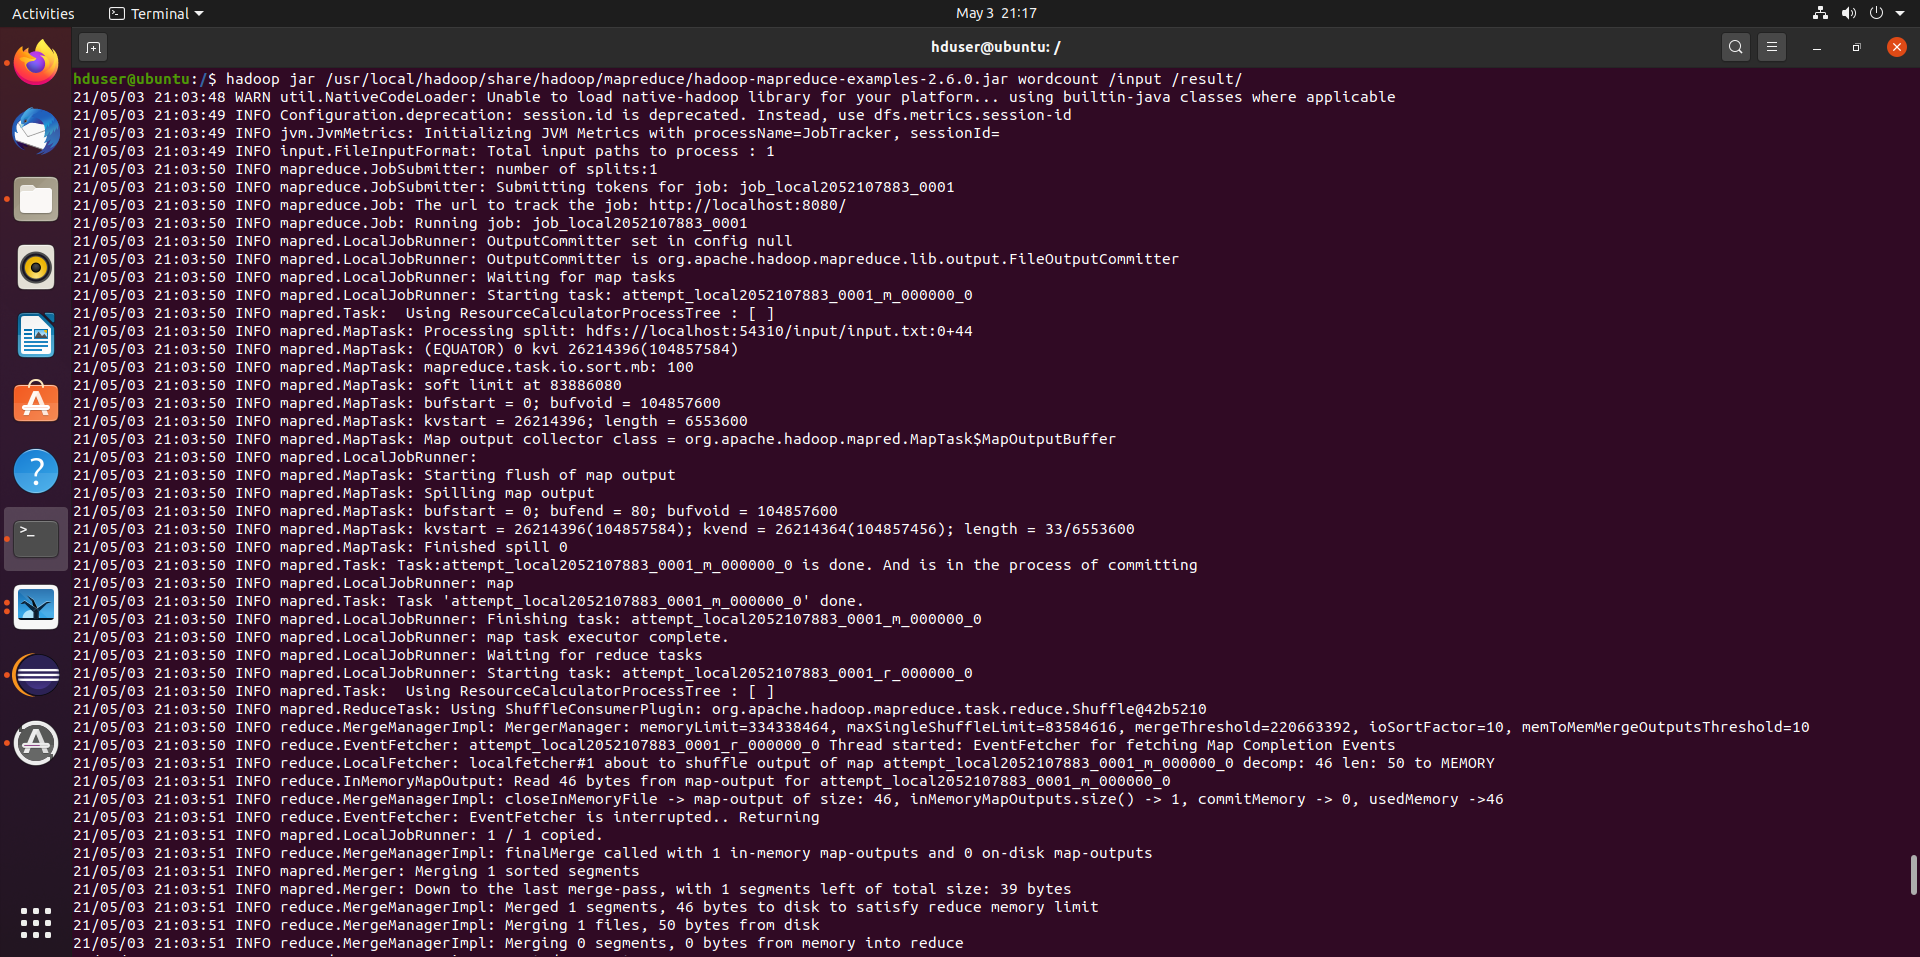 Activities
Terminal
May 3 21:17
hduser@ubuntu: /
hduser@ubuntu:/$ hadoop jar /usr/local/hadoop/share/hadoop/mapreduce/hadoop-mapreduce-examples-2.6.0.jar wordcount /input /result/
21/05/03 21:03:48 WARN util.NativeCodeLoader: Unable to load native-hadoop library for your platform... using builtin-java classes where applicable
21/05/03 21:03:49 INFO Configuration.deprecation: session.id is deprecated. Instead, use dfs.metrics.session-id
21/05/03 21:03:49 INFO jvm.JvmMetrics: Initializing JVM Metrics with processName=JobTracker, sessionId=
21/05/03 21:03:49 INFO input.FileInputFormat: Total input paths to process : 1
21/05/03 21:03:50 INFO mapreduce.JobSubmitter: number of splits:1
21/05/03 21:03:50 INFO mapreduce.JobSubmitter: Submitting tokens for job: job_local2052107883_0001
21/05/03 21:03:50 INFO mapreduce.Job: The url to track the job: http://localhost:8080/
21/05/03 21:03:50 INFO mapreduce.Job: Running job: job_local2052107883_0001
21/05/03 21:03:50 INFO mapred.LocalJobRunner: OutputCommitter set in config null
21/05/03 21:03:50 INFO mapred.LocalJobRunner: OutputCommitter is org.apache.hadoop.mapreduce.lib.output.FileOutputCommitter
21/05/03 21:03:50 INFO mapred.LocalJobRunner: Waiting for map tasks
21/05/03 21:03:50 INFO mapred.LocalJobRunner: Starting task: attempt_local2052107883_0001_m_000000_0
21/05/03 21:03:50 INFO mapred.Task:  Using ResourceCalculatorProcessTree : [ ]
21/05/03 21:03:50 INFO mapred.MapTask: Processing split: hdfs://localhost:54310/input/input.txt:0+44
21/05/03 21:03:50 INFO mapred.MapTask: (EQUATOR) 0 kvi 26214396(104857584)
21/05/03 21:03:50 INFO mapred.MapTask: mapreduce.task.io.sort.mb: 100
21/05/03 21:03:50 INFO mapred.MapTask: soft limit at 83886080
21/05/03 21:03:50 INFO mapred.MapTask: bufstart = 0; bufvoid = 104857600
21/05/03 21:03:50 INFO mapred.MapTask: kvstart = 26214396; length = 6553600
21/05/03 21:03:50 INFO mapred.MapTask: Map output collector class = org.apache.hadoop.mapred.MapTask$MapOutputBuffer
21/05/03 21:03:50 INFO mapred.LocalJobRunner:
21/05/03 21:03:50 INFO mapred.MapTask: Starting flush of map output
21/05/03 21:03:50 INFO mapred.MapTask: Spilling map output
21/05/03 21:03:50 INFO mapred.MapTask: bufstart = 0; bufend = 80; bufvoid = 104857600
21/05/03 21:03:50 INFO mapred.MapTask: kvstart = 26214396(104857584); kvend = 26214364(104857456); length = 33/6553600
21/05/03 21:03:50 INFO mapred.MapTask: Finished spill 0
21/05/03 21:03:50 INFO mapred.Task: Task:attempt_local2052107883_0001_m_000000_0 is done. And is in the process of committing
21/05/03 21:03:50 INFO mapred.LocalJobRunner: map
21/05/03 21:03:50 INFO mapred.Task: Task 'attempt_local2052107883_0001_m_000000_0' done.
21/05/03 21:03:50 INFO mapred.LocalJobRunner: Finishing task: attempt_local2052107883_0001_m_000000_0
21/05/03 21:03:50 INFO mapred.LocalJobRunner: map task executor complete.
21/05/03 21:03:50 INFO mapred.LocalJobRunner: Waiting for reduce tasks
21/05/03 21:03:50 INFO mapred.LocalJobRunner: Starting task: attempt_local2052107883_0001_r_000000_0
21/05/03 21:03:50 INFO mapred.Task:  Using ResourceCalculatorProcessTree : [ ]
21/05/03 21:03:50 INFO mapred.ReduceTask: Using ShuffleConsumerPlugin: org.apache.hadoop.mapreduce.task.reduce.Shuffle@42b5210
21/05/03 21:03:50 INFO reduce.MergeManagerImpl: MergerManager: memoryLimit=334338464, maxSingleShuffleLimit=83584616, mergeThreshold=220663392, ioSortFactor=10, memToMemMergeOutputsThreshold=10
21/05/03 21:03:50 INFO reduce.EventFetcher: attempt_local2052107883_0001_r_000000_0 Thread started: EventFetcher for fetching Map Completion Events
21/05/03 21:03:51 INFO reduce.LocalFetcher: localfetcher#1 about to shuffle output of map attempt_local2052107883_0001_m_000000_0 decomp: 46 len: 50 to MEMORY
21/05/03 21:03:51 INFO reduce.InMemoryMapOutput: Read 46 bytes from map-output for attempt_local2052107883_0001_m_000000_0
21/05/03 21:03:51 INFO reduce.MergeManagerImpl: closeInMemoryFile -> map-output of size: 46, inMemoryMapOutputs.size() -> 1, commitMemory -> 0, usedMemory ->46
21/05/03 21:03:51 INFO reduce.EventFetcher: EventFetcher is interrupted.. Returning
21/05/03 21:03:51 INFO mapred.LocalJobRunner: 1 / 1 copied.
21/05/03 21:03:51 INFO reduce.MergeManagerImpl: finalMerge called with 1 in-memory map-outputs and 0 on-disk map-outputs
21/05/03 21:03:51 INFO mapred.Merger: Merging 1 sorted segments
21/05/03 21:03:51 INFO mapred.Merger: Down to the last merge-pass, with 1 segments left of total size: 39 bytes
21/05/03 21:03:51 INFO reduce.MergeManagerImpl: Merged 1 segments, 46 bytes to disk to satisfy reduce memory limit
21/05/03 21:03:51 INFO reduce.MergeManagerImpl: Merging 1 files, 50 bytes from disk
21/05/03 21:03:51 INFO reduce.MergeManagerImpl: Merging 0 segments, 0 bytes from memory into reduce